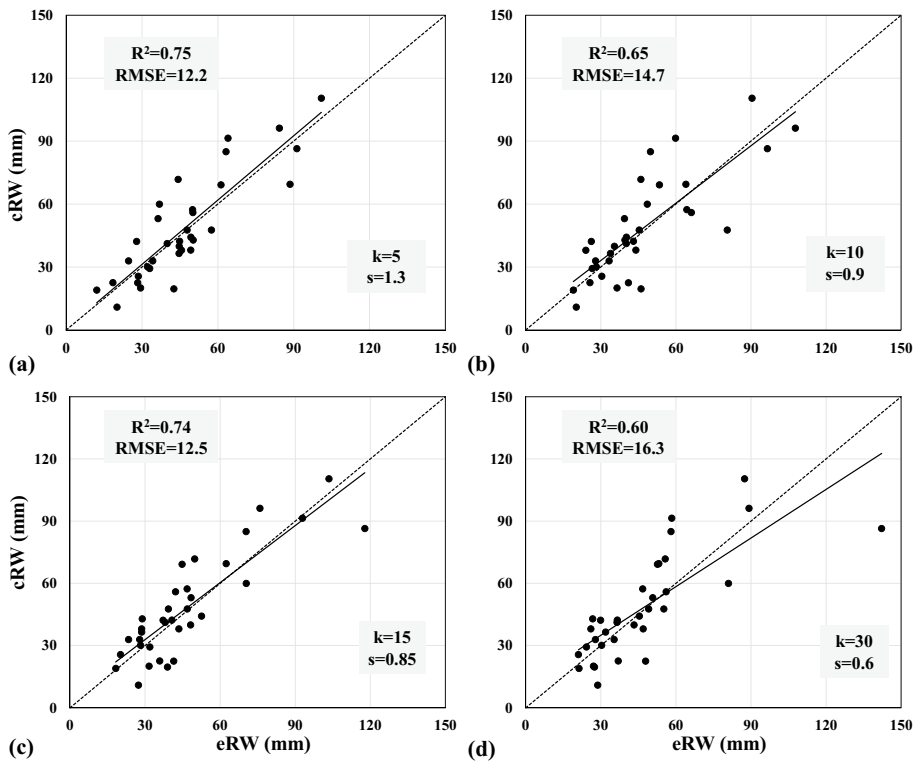 150
120
90
60
30
0
cRW (mm)
R²=0.75
RMSE=12.2
k=5
s=1.3
0 30 60 90 120 150
(a)
150
120
90
60
30
0
R²=0.65
RMSE=14.7
k=10
s=0.9
0 30 60 90 120 150
(b)
150
120
90
60
30
0
cRW (mm)
R²=0.74
RMSE=12.5
k=15
s=0.85
0 30 60 90 120 150
(c)
eRW (mm)
150
120
90
60
30
0
R²=0.60
RMSE=16.3
k=30
s=0.6
0 30 60 90 120 150
(d)
eRW (mm)